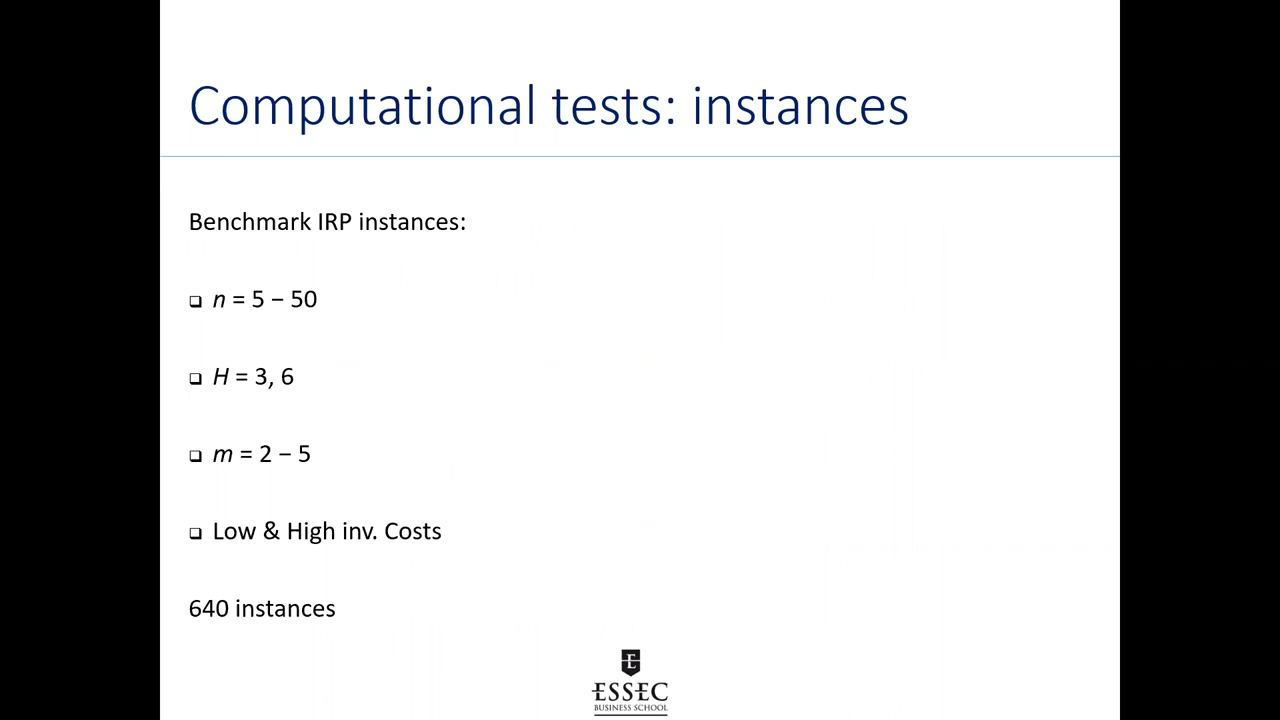 Computational tests: instances
Benchmark IRP instances:
❑ n = 5 − 50
❑ H = 3, 6
❑ m = 2 − 5
❑ Low & High inv. Costs
640 instances
E
ESSEC
BUSINESS SCHOOL